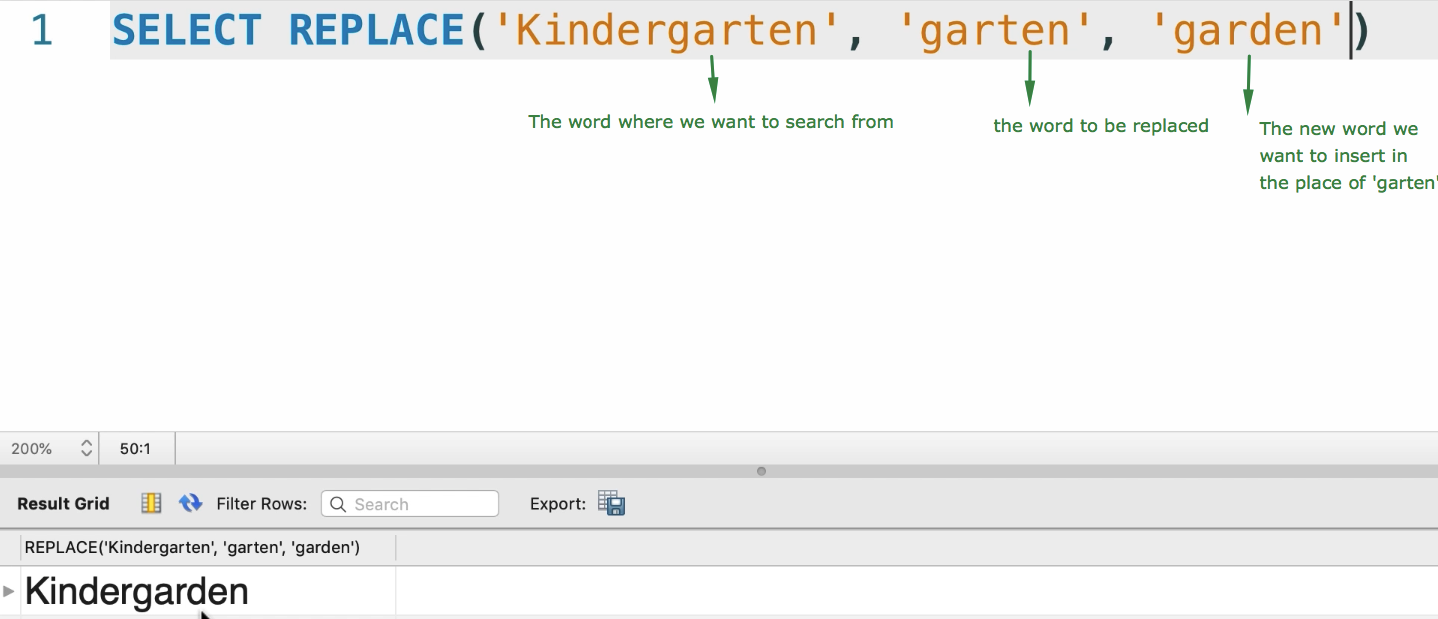 1 SELECT REPLACE('Kindergarten', 'garten', 'garden')
The word where we want to search from
the word to be replaced
The new word we
want to insert in
the place of 'garten'
200% 50:1
Result Grid Filter Rows: Search Export:
REPLACE('Kindergarten', 'garten', 'garden')
Kindergarden